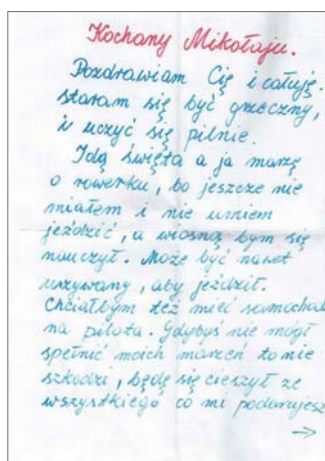 Kochany Mikołaju.
Pozdrawiam Cię i całuję.
staram się być grzeczny,
i uczyć się pilnie.
Idą święta a ja marzę
o rowerku, bo jeszcze nie
miałem i nie umiem
jeździć, a wiosną bym się
nauczył. Może być nawet
używany, aby jeździł.
Chciałbym też mieć samochód
na pilota. Gdybyś nie mógł
spełnić moich marzeń to nie
szkodzi, będę się cieszył ze
wszystkiego co mi podarujesz
→